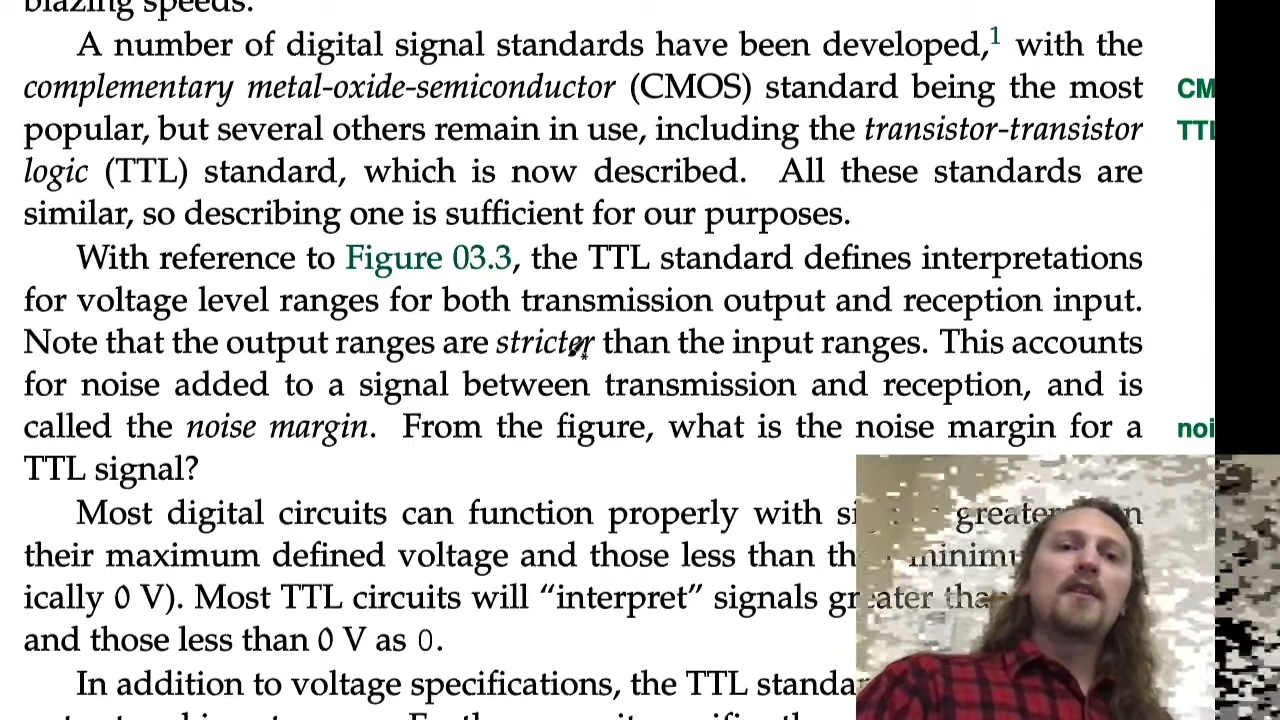 blazing speeds.
A number of digital signal standards have been developed,1 with the
complementary metal-oxide-semiconductor (CMOS) standard being the most
CM
popular, but several others remain in use, including the transistor-transistor
TTL
logic (TTL) standard, which is now described. All these standards are
similar, so describing one is sufficient for our purposes.
With reference to Figure 03.3, the TTL standard defines interpretations
for voltage level ranges for both transmission output and reception input.
Note that the output ranges are stricter than the input ranges. This accounts
for noise added to a signal between transmission and reception, and is
called the noise margin. From the figure, what is the noise margin for a
noi
TTL signal?
Most digital circuits can function properly with greater
their maximum defined voltage and those less than
ically 0 V). Most TTL circuits will “interpret” signals greater
and those less than 0 V as 0.
In addition to voltage specifications, the TTL